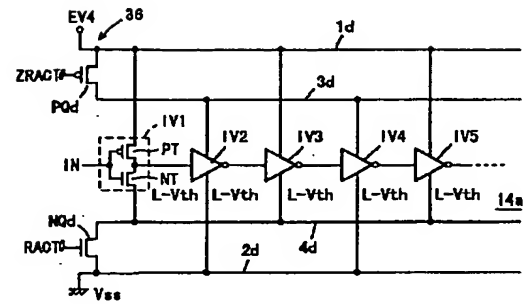 EV4 36
1d
ZRACT
PQd
3d
IV1 IV2 IV3 IV4 IV5
PT
IN
NT
L-Vth L-Vth L-Vth L-Vth L-Vth
14a
NQd
4d
RACT
2d
Vss